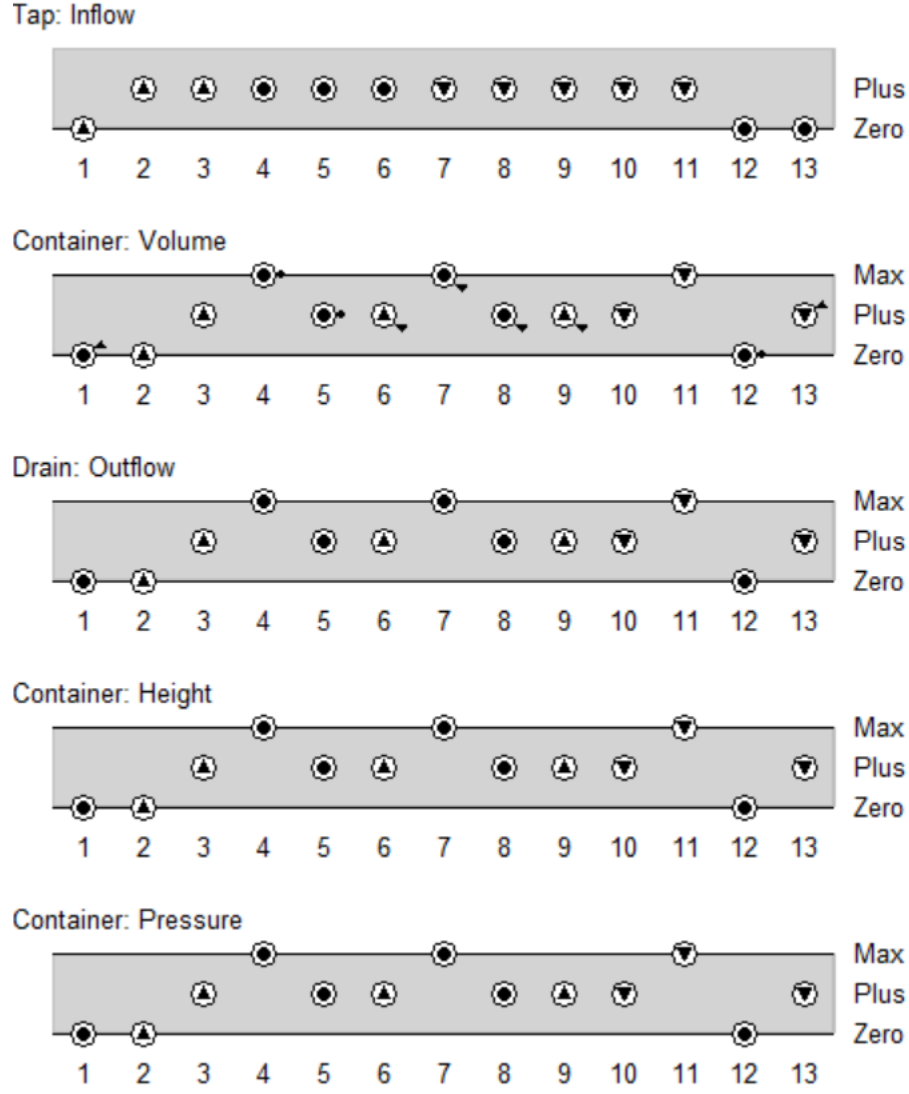 Tap: Inflow
Plus
Zero
1 2 3 4 5 6 7 8 9 10 11 12 13
Container: Volume
Max
Plus
Zero
1 2 3 4 5 6 7 8 9 10 11 12 13
Drain: Outflow
Max
Plus
Zero
1 2 3 4 5 6 7 8 9 10 11 12 13
Container: Height
Max
Plus
Zero
1 2 3 4 5 6 7 8 9 10 11 12 13
Container: Pressure
Max
Plus
Zero
1 2 3 4 5 6 7 8 9 10 11 12 13